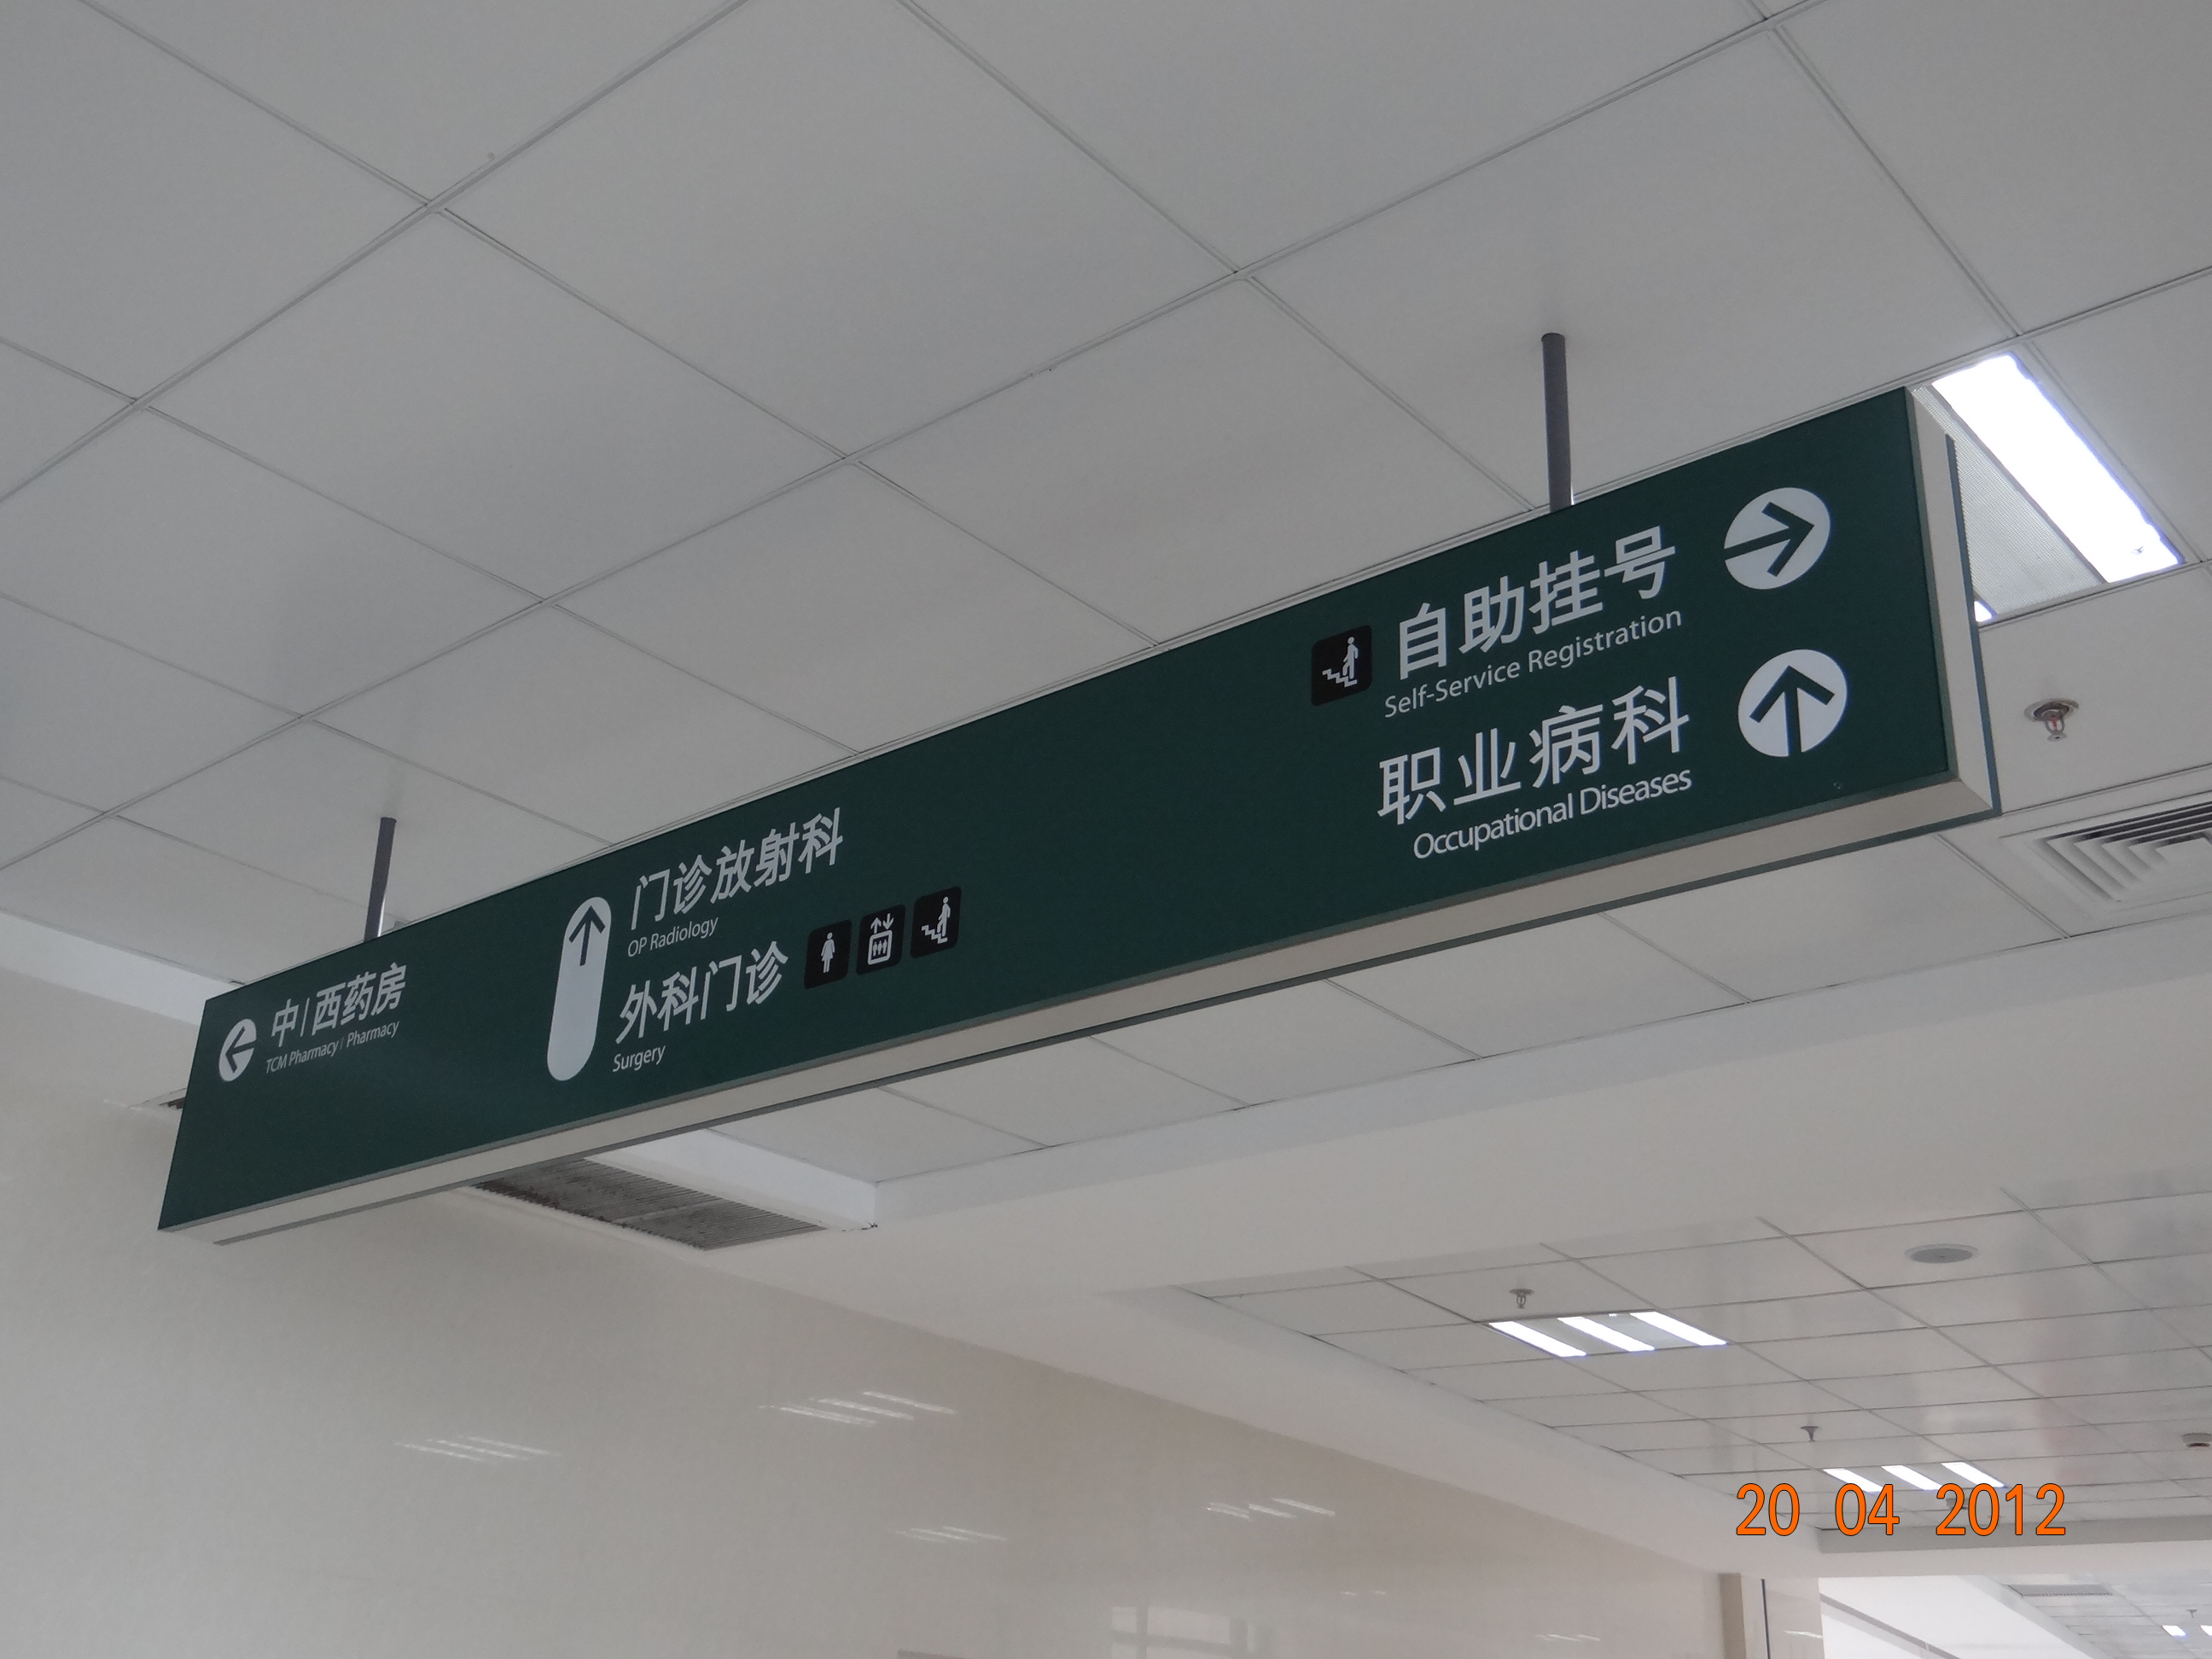 中|西药房
TCM Pharmacy / Pharmacy
门诊放射科
OP Radiology
外科门诊
Surgery
自助挂号
Self-Service Registration
职业病科
Occupational Diseases
20 04 2012